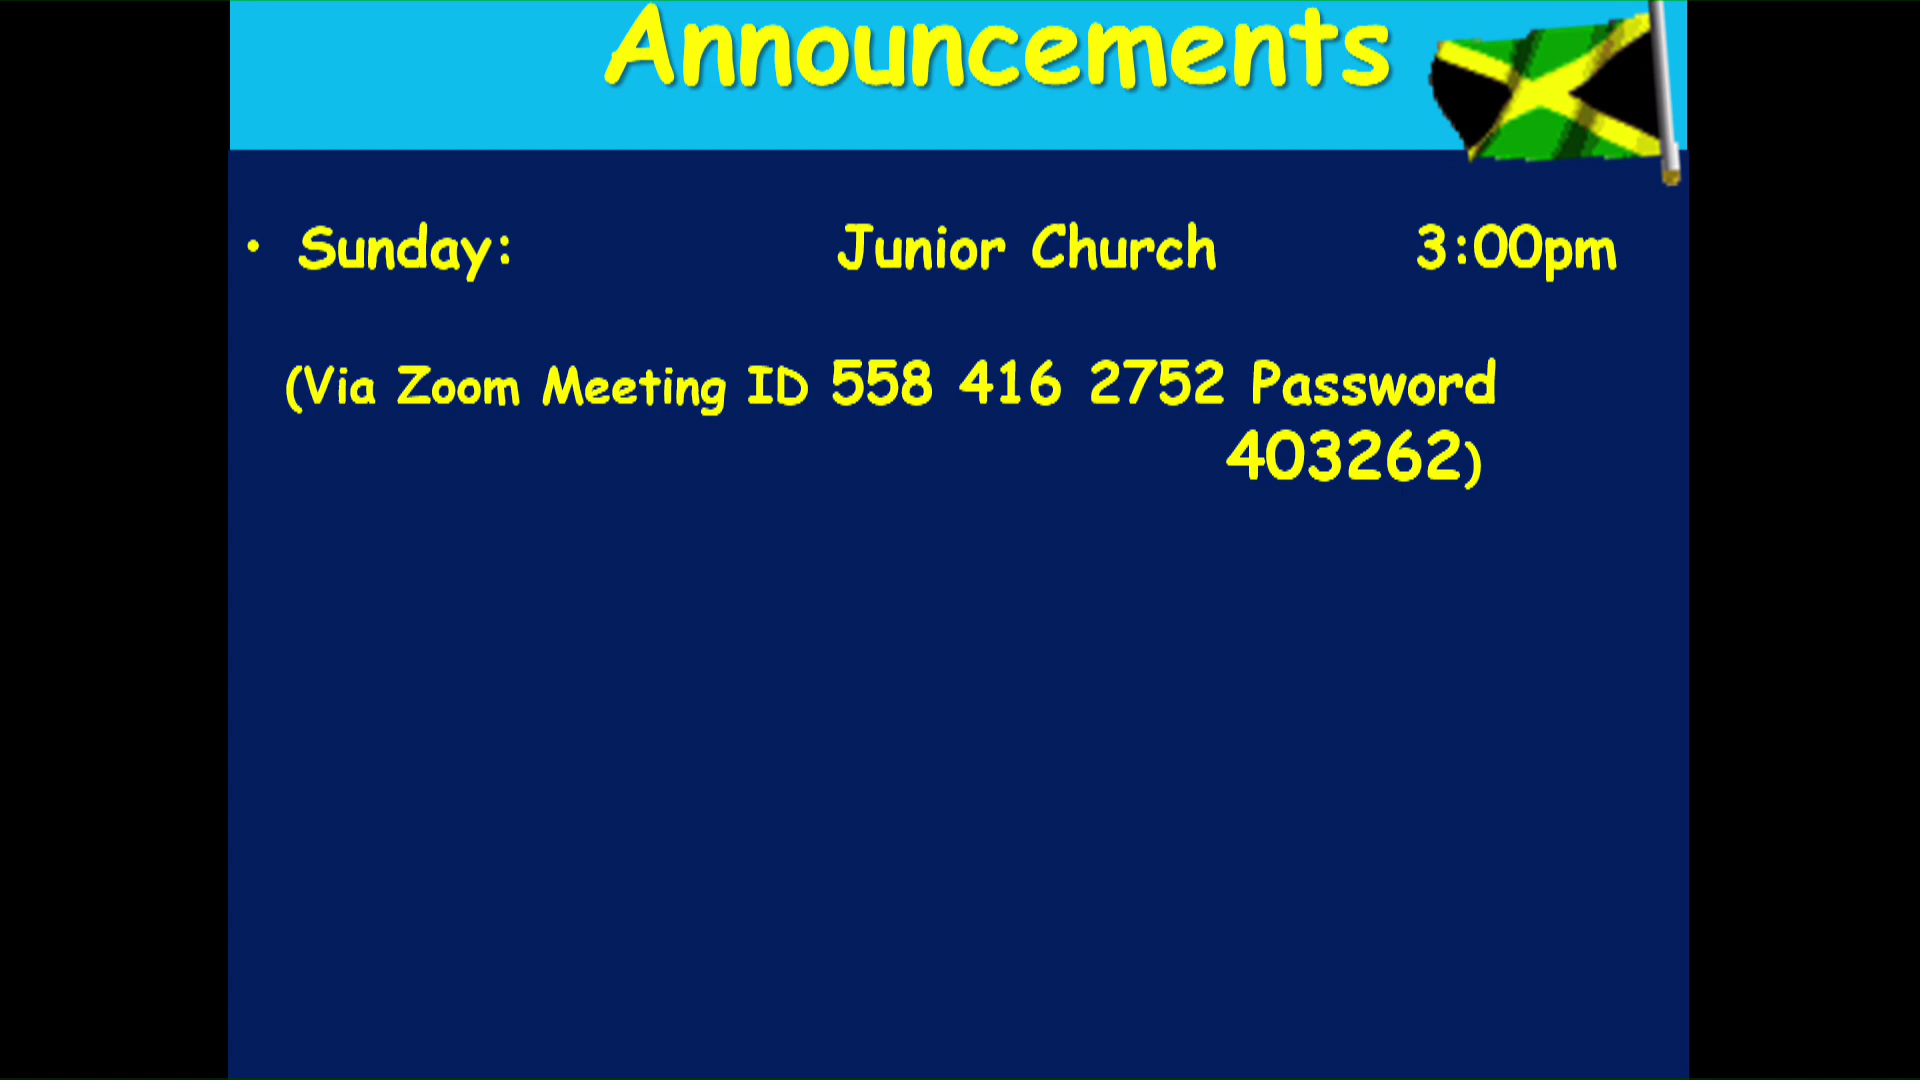 Announcements
• Sunday: Junior Church 3:00pm
(Via Zoom Meeting ID 558 416 2752 Password
403262)